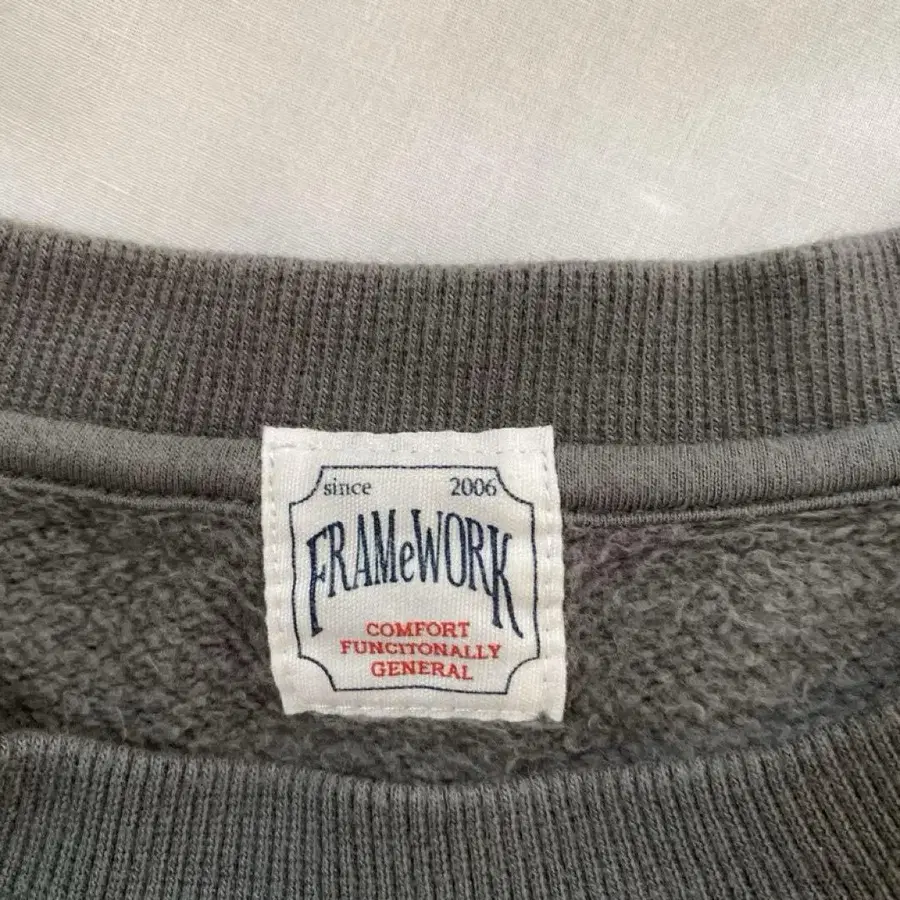 since 2006
FRAMeWORK
COMFORT
FUNCITONALLY
GENERAL